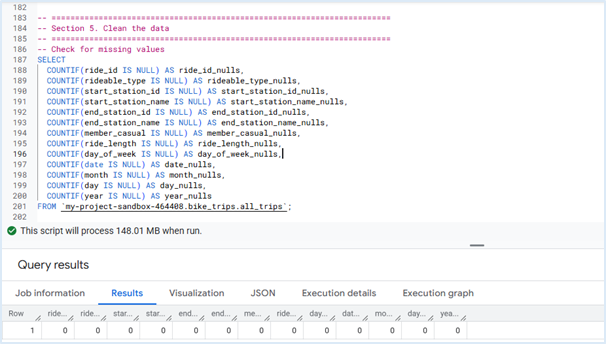 182
183 -- =====================================================================
184 -- Section 5. Clean the data
185 -- =====================================================================
186 -- Check for missing values
187 SELECT
188 COUNTIF(ride_id IS NULL) AS ride_id_nulls,
189 COUNTIF(rideable_type IS NULL) AS rideable_type_nulls,
190 COUNTIF(start_station_id IS NULL) AS start_station_id_nulls,
191 COUNTIF(start_station_name IS NULL) AS start_station_name_nulls,
192 COUNTIF(end_station_id IS NULL) AS end_station_id_nulls,
193 COUNTIF(end_station_name IS NULL) AS end_station_name_nulls,
194 COUNTIF(member_casual IS NULL) AS member_casual_nulls,
195 COUNTIF(ride_length IS NULL) AS ride_length_nulls,
196 COUNTIF(day_of_week IS NULL) AS day_of_week_nulls,
197 COUNTIF(date IS NULL) AS date_nulls,
198 COUNTIF(month IS NULL) AS month_nulls,
199 COUNTIF(day IS NULL) AS day_nulls,
200 COUNTIF(year IS NULL) AS year_nulls
201 FROM `my-project-sandbox-464408.bike_trips.all_trips`;
202
This script will process 148.01 MB when run.
Query results
Job information Results Visualization JSON Execution details Execution graph
Row ride... ride... star... star... end... end... me... ride... day... dat... mo... day... yea...
1 0 0 0 0 0 0 0 0 0 0 0 0 0